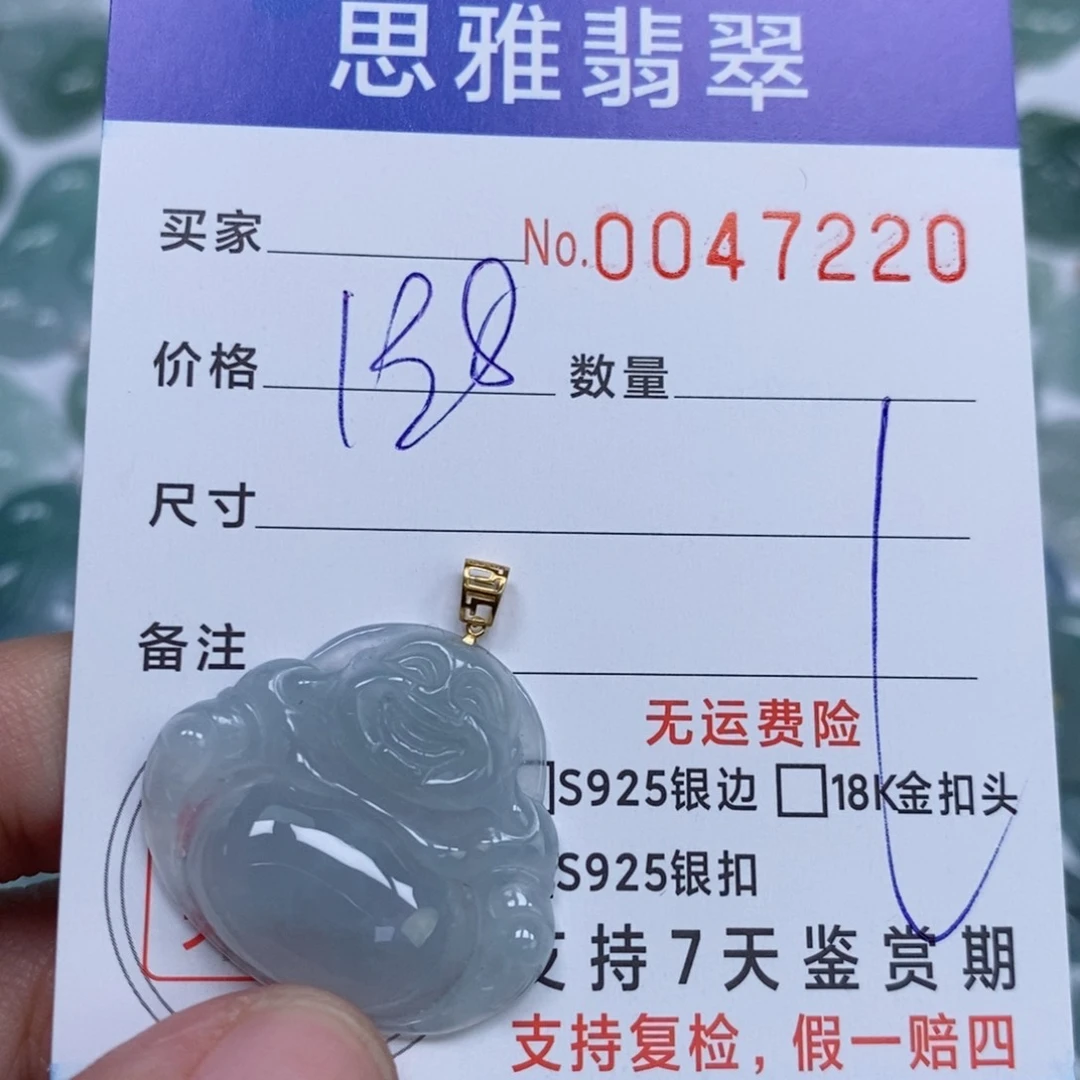 思雅翡翠
买家 No.0047220
价格 158 数量
尺寸
备注
无运费险
S925银边 18K金扣头
S925银扣
支持7天鉴赏期
支持复检，假一赔四